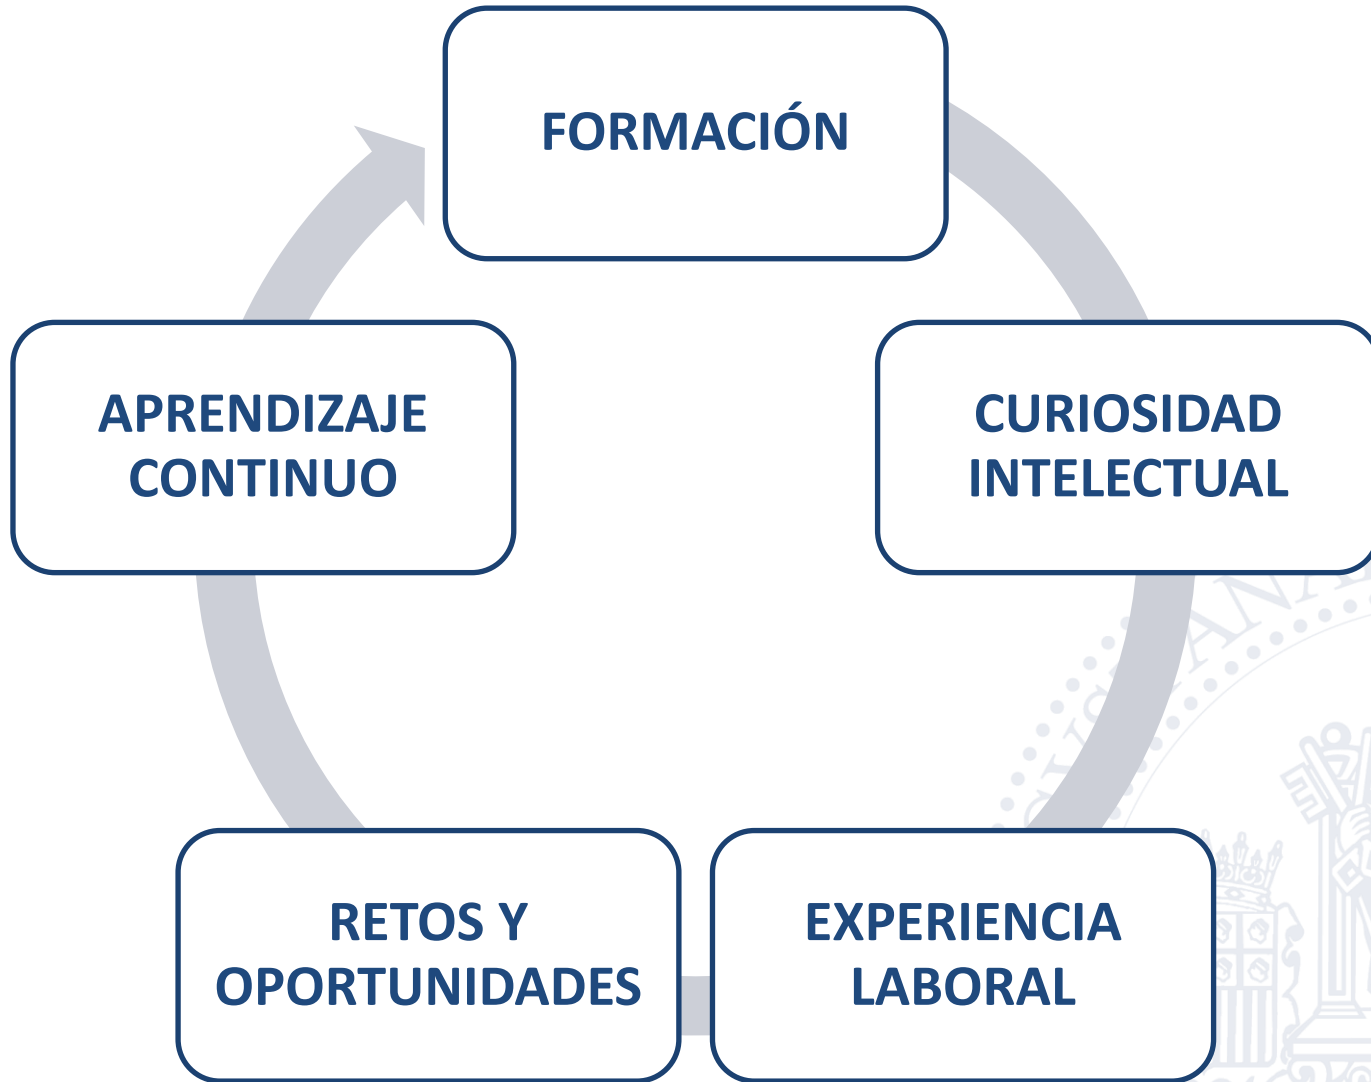 FORMACIÓN
CURIOSIDAD
INTELECTUAL
EXPERIENCIA
LABORAL
RETOS Y
OPORTUNIDADES
APRENDIZAJE
CONTINUO